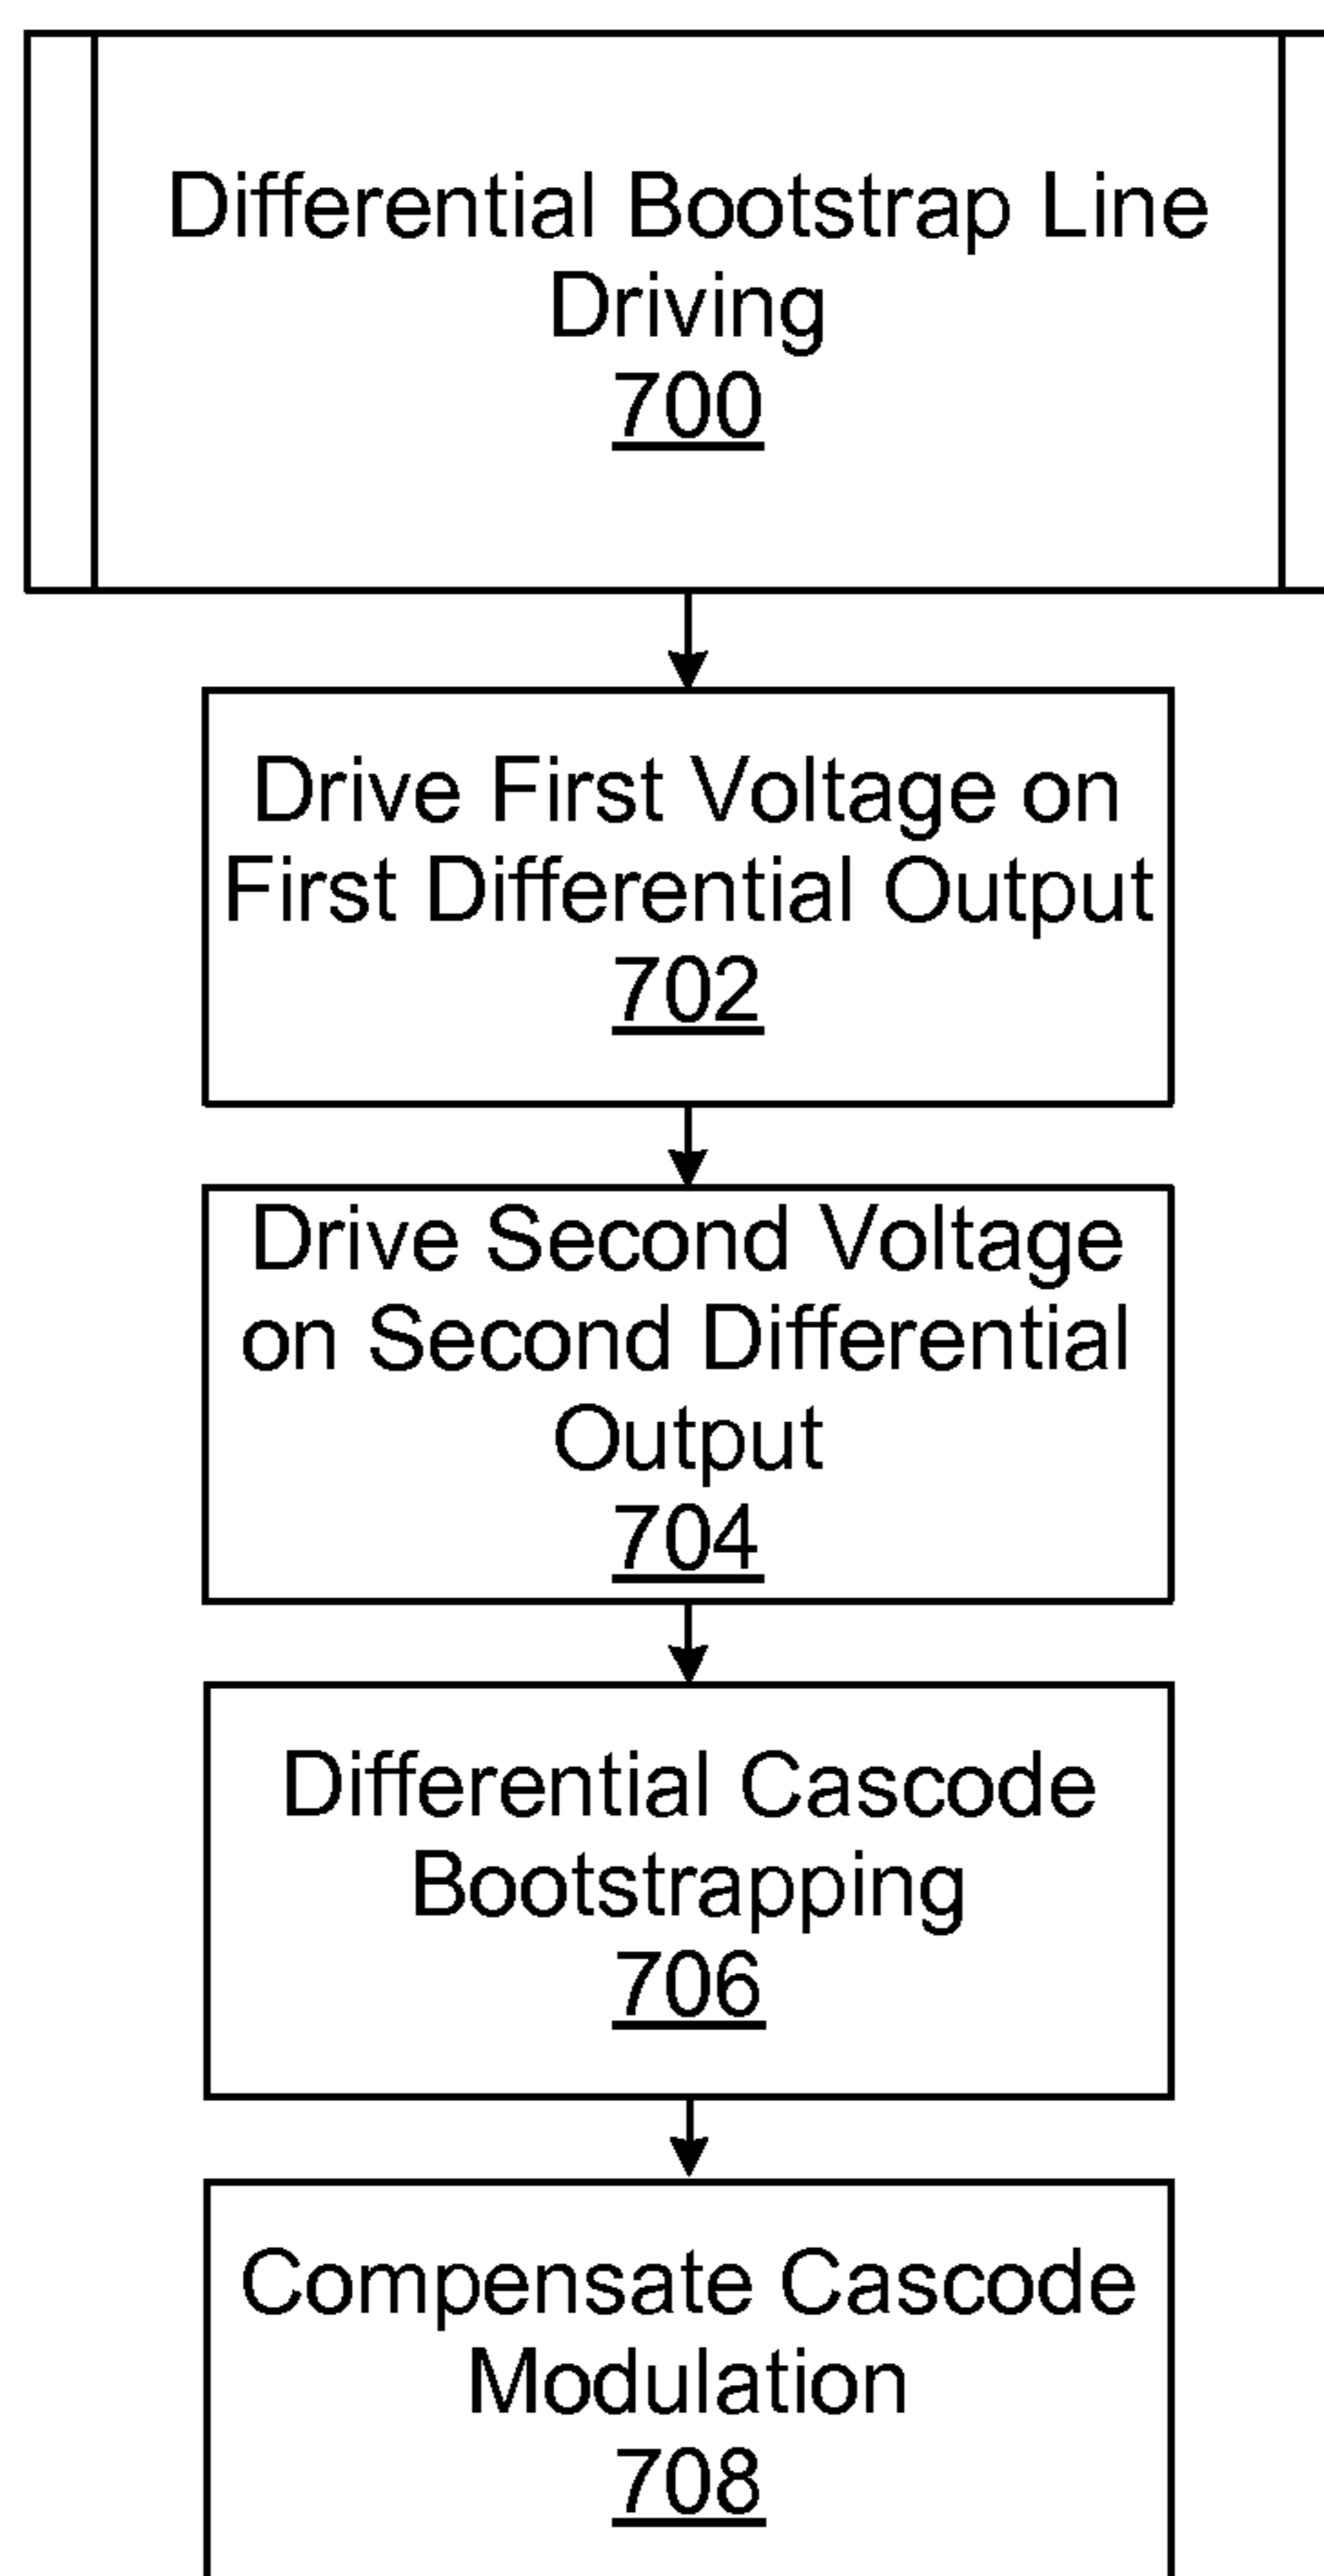 Differential Bootstrap Line
Driving
700
Drive First Voltage on
First Differential Output
702
Drive Second Voltage
on Second Differential
Output
704
Differential Cascode
Bootstrapping
706
Compensate Cascode
Modulation
708